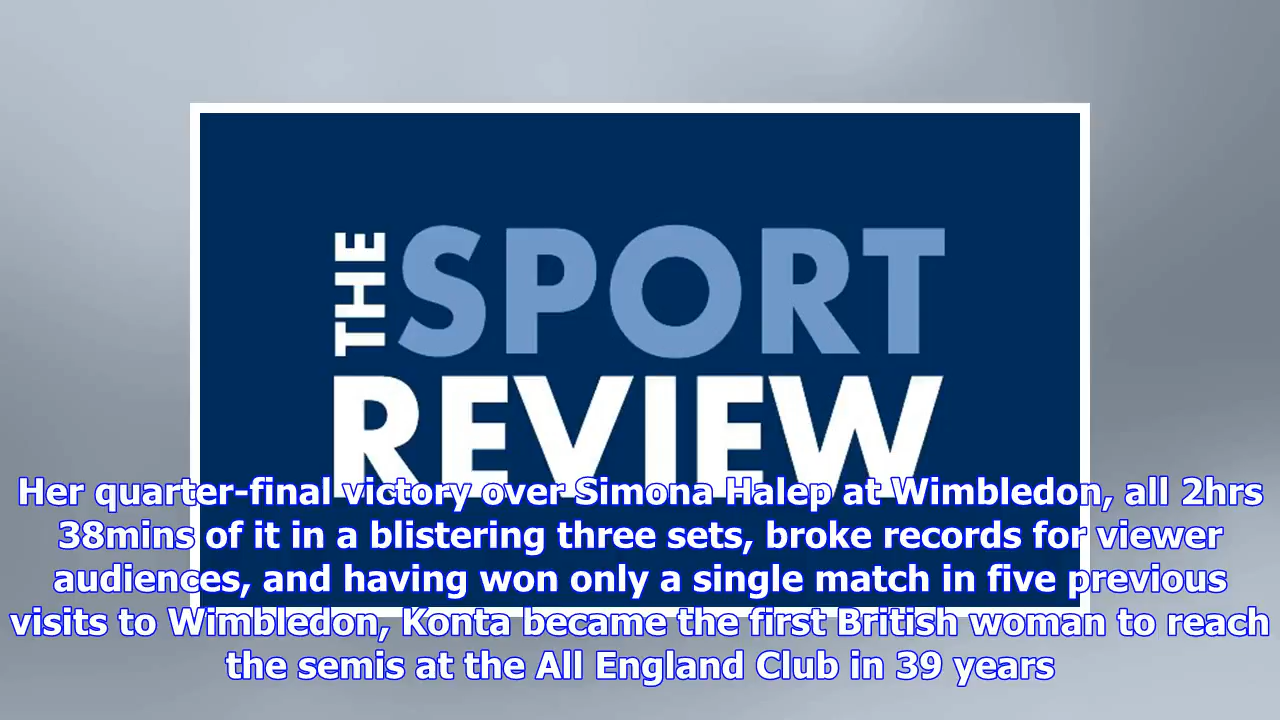 THE SPORT
REVIEW
Her quarter-final victory over Simona Halep at Wimbledon, all 2hrs
38mins of it in a blistering three sets, broke records for viewer
audiences, and having won only a single match in five previous
visits to Wimbledon, Konta became the first British woman to reach
the semis at the All England Club in 39 years